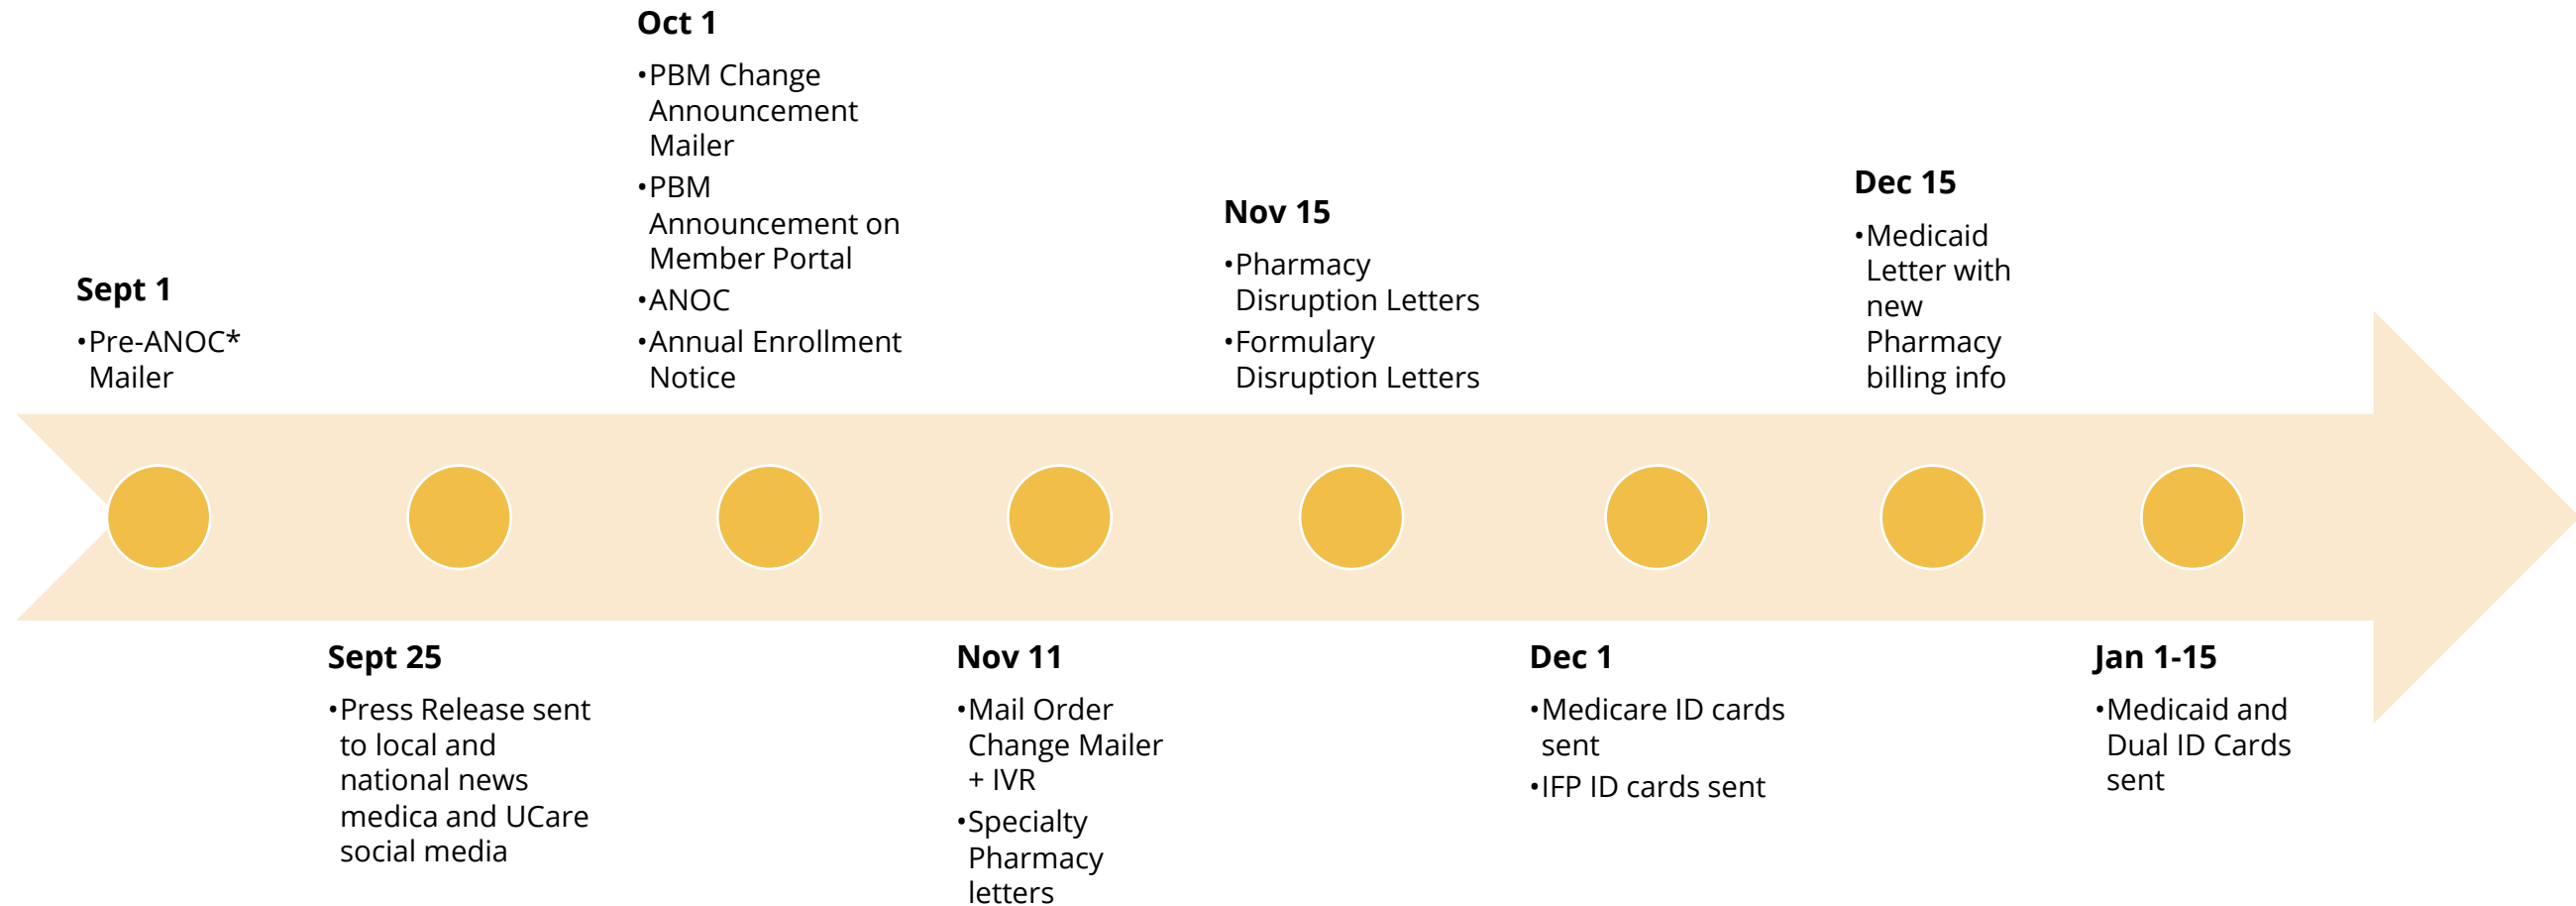 Sept 1
•Pre-ANOC*
Mailer
Sept 25
•Press Release sent
to local and
national news
medica and UCare
social media
Oct 1
•PBM Change
Announcement
Mailer
•PBM
Announcement on
Member Portal
•ANOC
•Annual Enrollment
Notice
Nov 11
•Mail Order
Change Mailer
+ IVR
•Specialty
Pharmacy
letters
Nov 15
•Pharmacy
Disruption Letters
•Formulary
Disruption Letters
Dec 1
•Medicare ID cards
sent
•IFP ID cards sent
Dec 15
•Medicaid
Letter with
new
Pharmacy
billing info
Jan 1-15
•Medicaid and
Dual ID Cards
sent